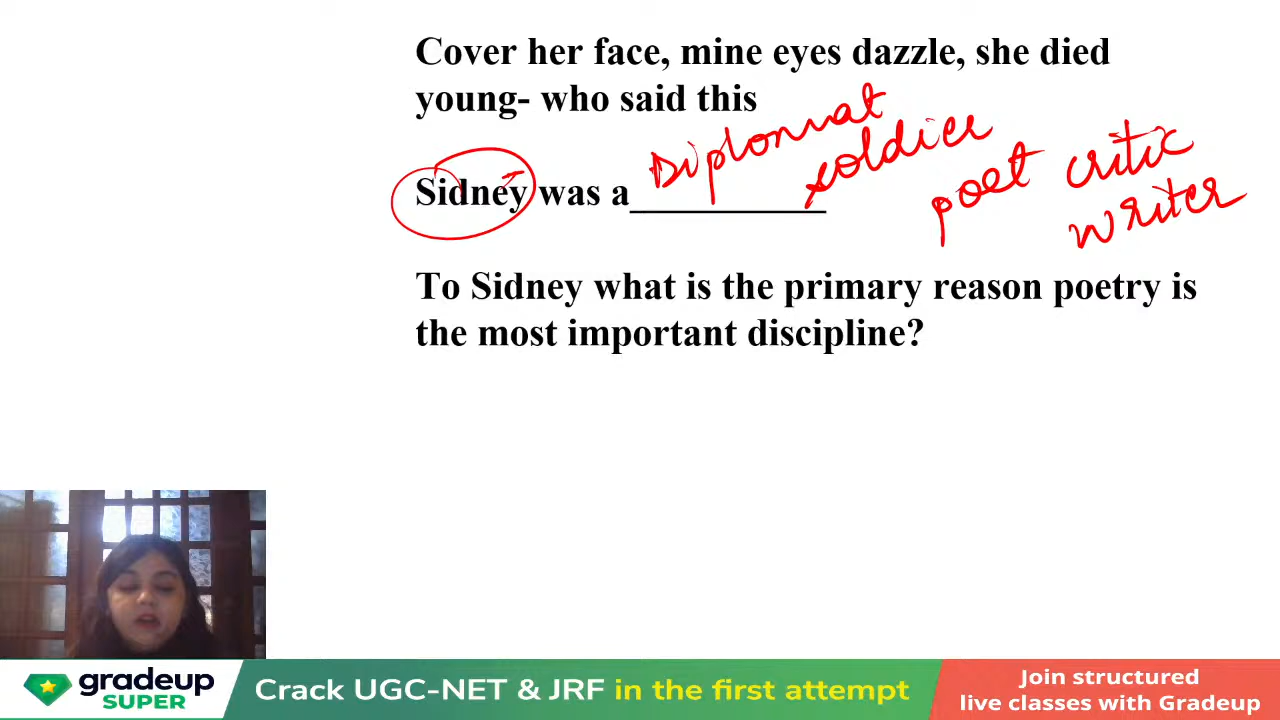 Cover her face, mine eyes dazzle, she died
young- who said this
Diplomat
soldier
poet critic
writer
Sidney was a__________
To Sidney what is the primary reason poetry is
the most important discipline?
gradeup
SUPER
Crack UGC-NET & JRF in the first attempt
Join structured
live classes with Gradeup